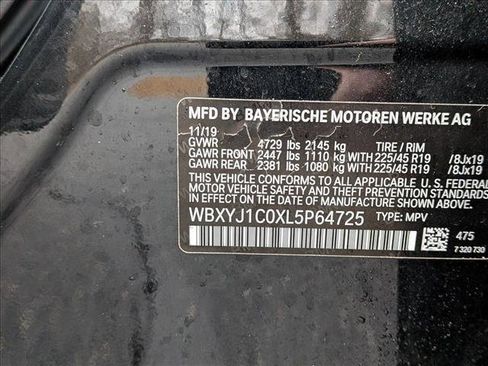 MFD BY BAYERISCHE MOTOREN WERKE AG
11/19
GVWR 4729 lbs 2145 kg TIRE / RIM
GAWR FRONT 2447 lbs 1110 kg WITH 225/45 R19 /8Jx19
GAWR REAR 2381 lbs 1080 kg WITH 225/45 R19 /8Jx19
THIS VEHICLE CONFORMS TO ALL APPLICABLE U.S. FEDERAL
MOTOR VEHICLE SAFETY AND THEFT PREVENTION STANDARDS
IN EFFECT ON THE DATE OF MANUFACTURE SHOWN ABOVE.
WBXYJ1C0XL5P64725 TYPE: MPV
475
7 320 730